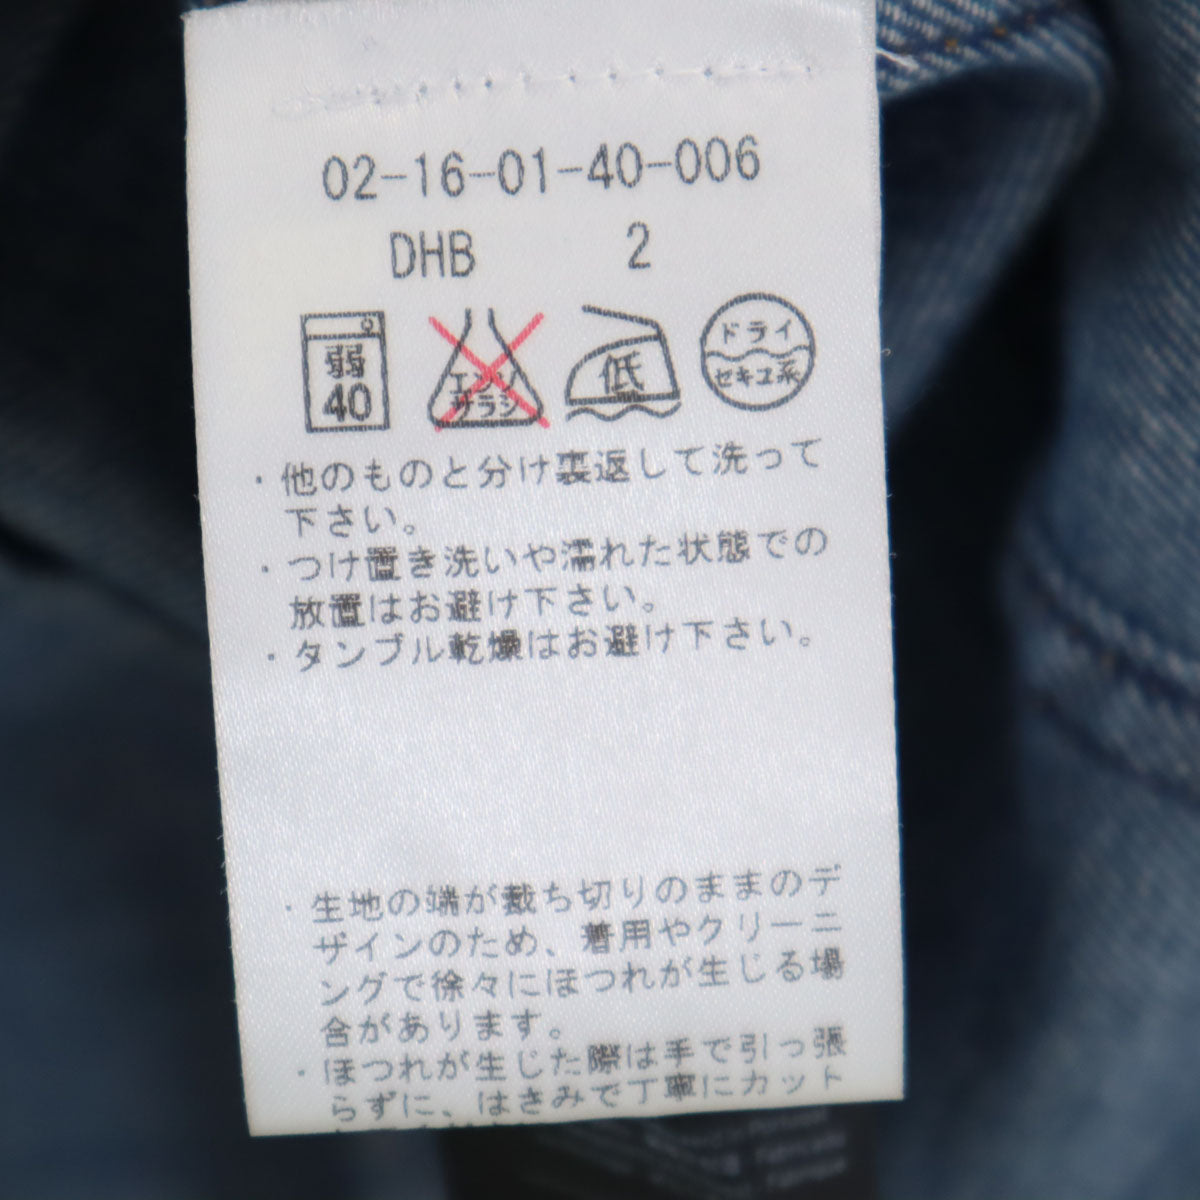 02-16-01-40-006
DHB 2
弱 40
エンソ サラシ
低
ドライ セキユ系
・他のものと分け裏返して洗って
下さい。
・つけ置き洗いや濡れた状態での
放置はお避け下さい。
・タンブル乾燥はお避け下さい。
・生地の端が裁ち切りのままのデ
ザインのため、着用やクリーニ
ングで徐々にほつれが生じる場
合があります。
・ほつれが生じた際は手で引っ張
らずに、はさみで丁寧にカット